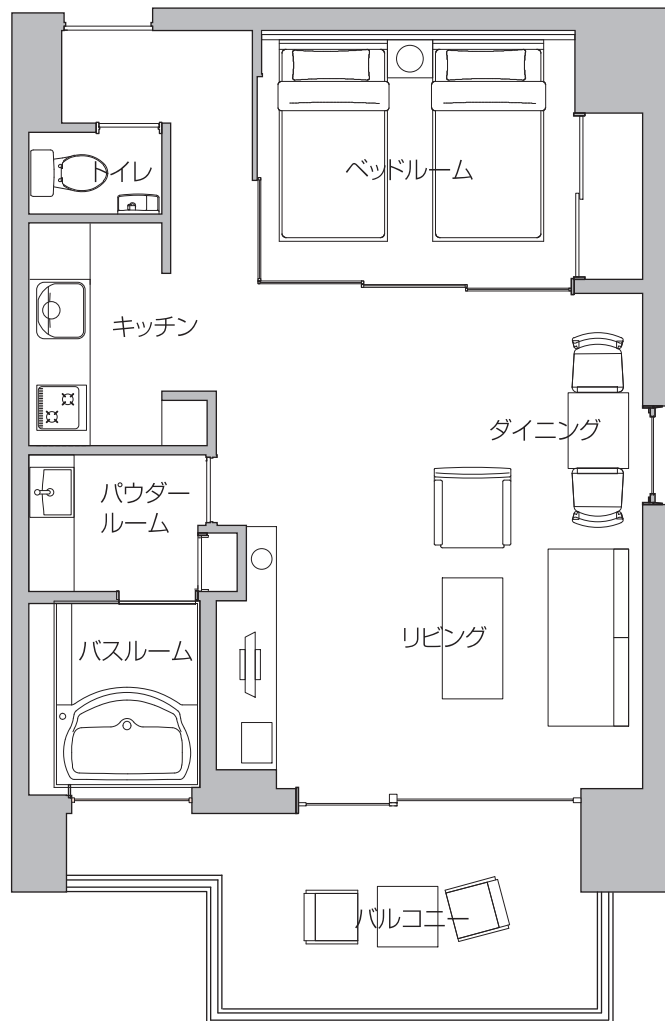 トイレ
ベッドルーム
キッチン
ダイニング
パウダー
ルーム
リビング
バスルーム
バルコニー